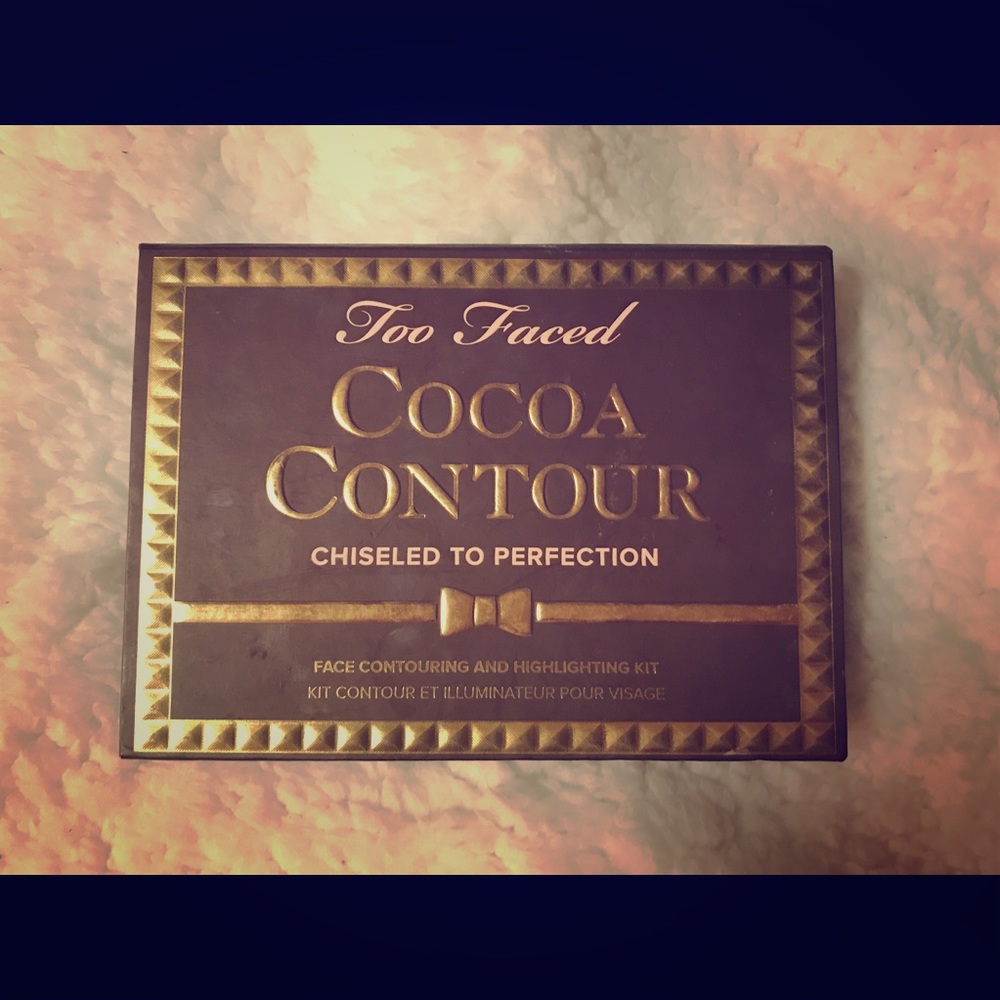 Too Faced
COCOA
CONTOUR
CHISELED TO PERFECTION
FACE CONTOURING AND HIGHLIGHTING KIT
KIT CONTOUR ET ILLUMINATEUR POUR VISAGE